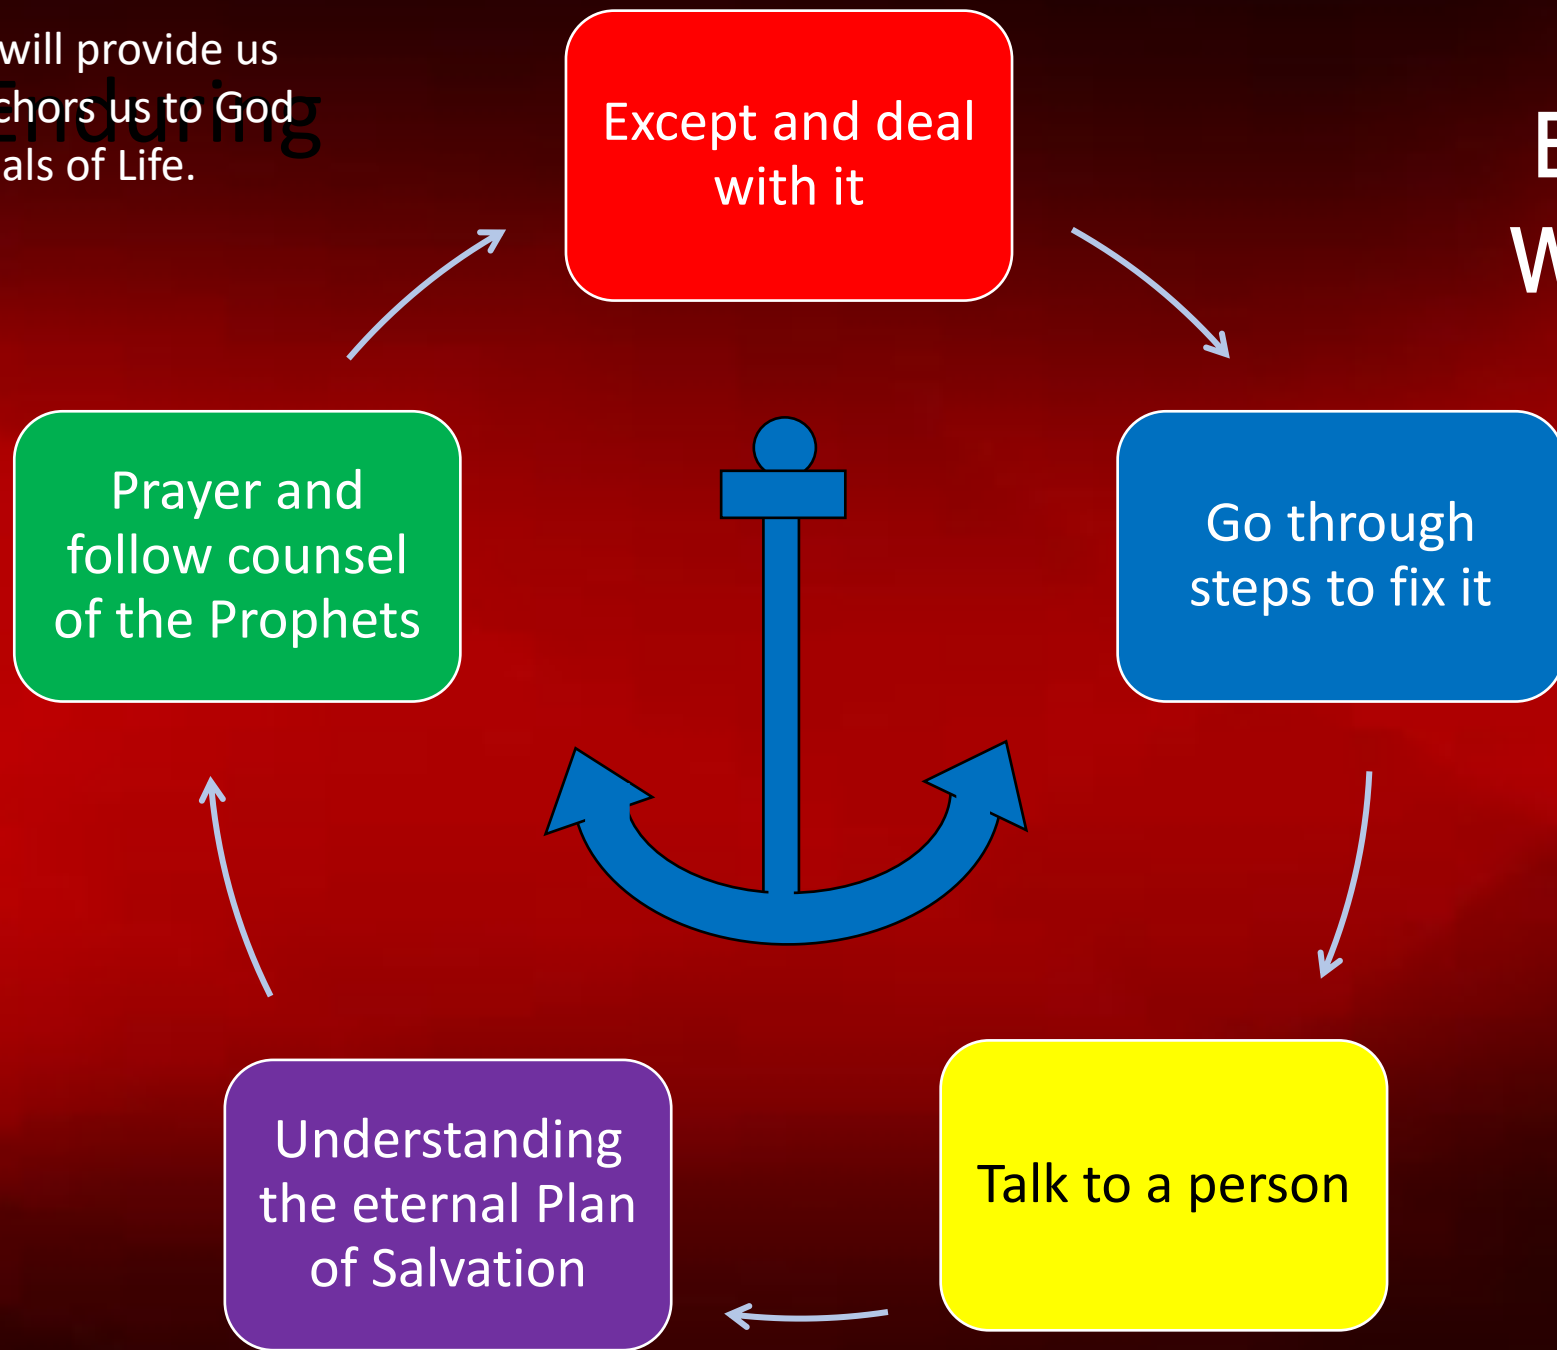 will provide us
Enduring
chors us to God
als of Life.
Except and deal
with it
E
W
Prayer and
follow counsel
of the Prophets
Go through
steps to fix it
Understanding
the eternal Plan
of Salvation
Talk to a person